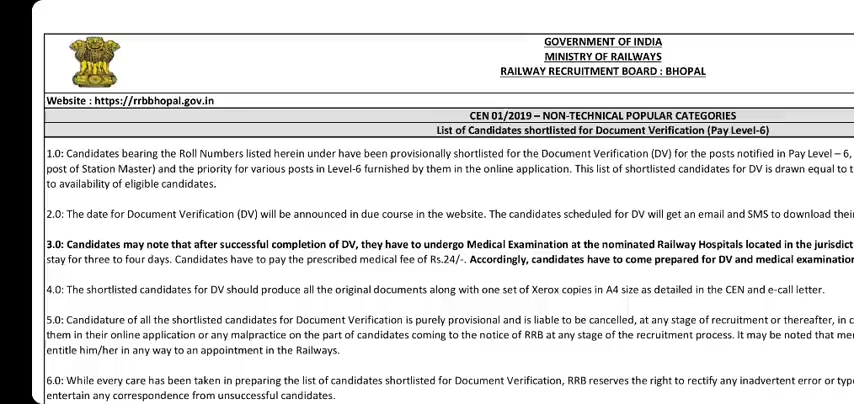 GOVERNMENT OF INDIA
MINISTRY OF RAILWAYS
RAILWAY RECRUITMENT BOARD : BHOPAL
Website : https://rrbbhopal.gov.in
CEN 01/2019 – NON-TECHNICAL POPULAR CATEGORIES
List of Candidates shortlisted for Document Verification (Pay Level-6)
1.0: Candidates bearing the Roll Numbers listed herein under have been provisionally shortlisted for the Document Verification (DV) for the posts notified in Pay Level – 6,
post of Station Master) and the priority for various posts in Level-6 furnished by them in the online application. This list of shortlisted candidates for DV is drawn equal to t
to availability of eligible candidates.
2.0: The date for Document Verification (DV) will be announced in due course in the website. The candidates scheduled for DV will get an email and SMS to download thei
3.0: Candidates may note that after successful completion of DV, they have to undergo Medical Examination at the nominated Railway Hospitals located in the jurisdict
stay for three to four days. Candidates have to pay the prescribed medical fee of Rs.24/-. Accordingly, candidates have to come prepared for DV and medical examination
4.0: The shortlisted candidates for DV should produce all the original documents along with one set of Xerox copies in A4 size as detailed in the CEN and e-call letter.
5.0: Candidature of all the shortlisted candidates for Document Verification is purely provisional and is liable to be cancelled, at any stage of recruitment or thereafter, in c
them in their online application or any malpractice on the part of candidates coming to the notice of RRB at any stage of the recruitment process. It may be noted that mer
entitle him/her in any way to an appointment in the Railways.
6.0: While every care has been taken in preparing the list of candidates shortlisted for Document Verification, RRB reserves the right to rectify any inadvertent error or typo
entertain any correspondence from unsuccessful candidates.